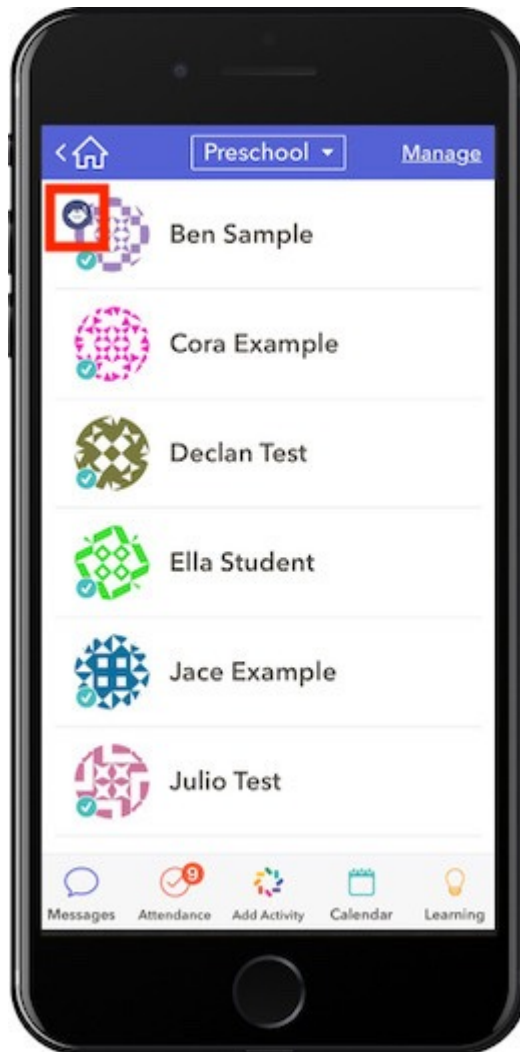 Preschool Manage
Ben Sample
Cora Example
Declan Test
Ella Student
Jace Example
Julio Test
9
Messages Attendance Add Activity Calendar Learning